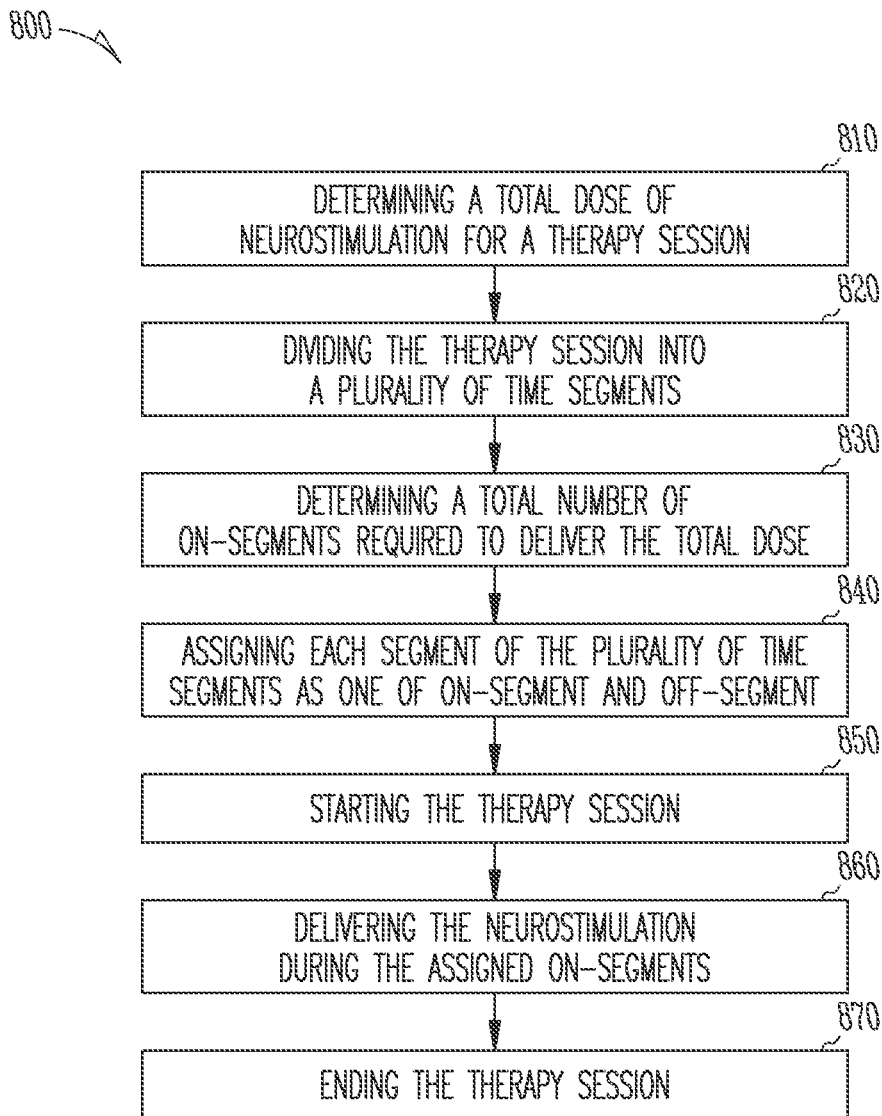 800
810
DETERMINING A TOTAL DOSE OF
NEUROSTIMULATION FOR A THERAPY SESSION
820
DIVIDING THE THERAPY SESSION INTO
A PLURALITY OF TIME SEGMENTS
830
DETERMINING A TOTAL NUMBER OF
ON-SEGMENTS REQUIRED TO DELIVER THE TOTAL DOSE
840
ASSIGNING EACH SEGMENT OF THE PLURALITY OF TIME
SEGMENTS AS ONE OF ON-SEGMENT AND OFF-SEGMENT
850
STARTING THE THERAPY SESSION
860
DELIVERING THE NEUROSTIMULATION
DURING THE ASSIGNED ON-SEGMENTS
870
ENDING THE THERAPY SESSION